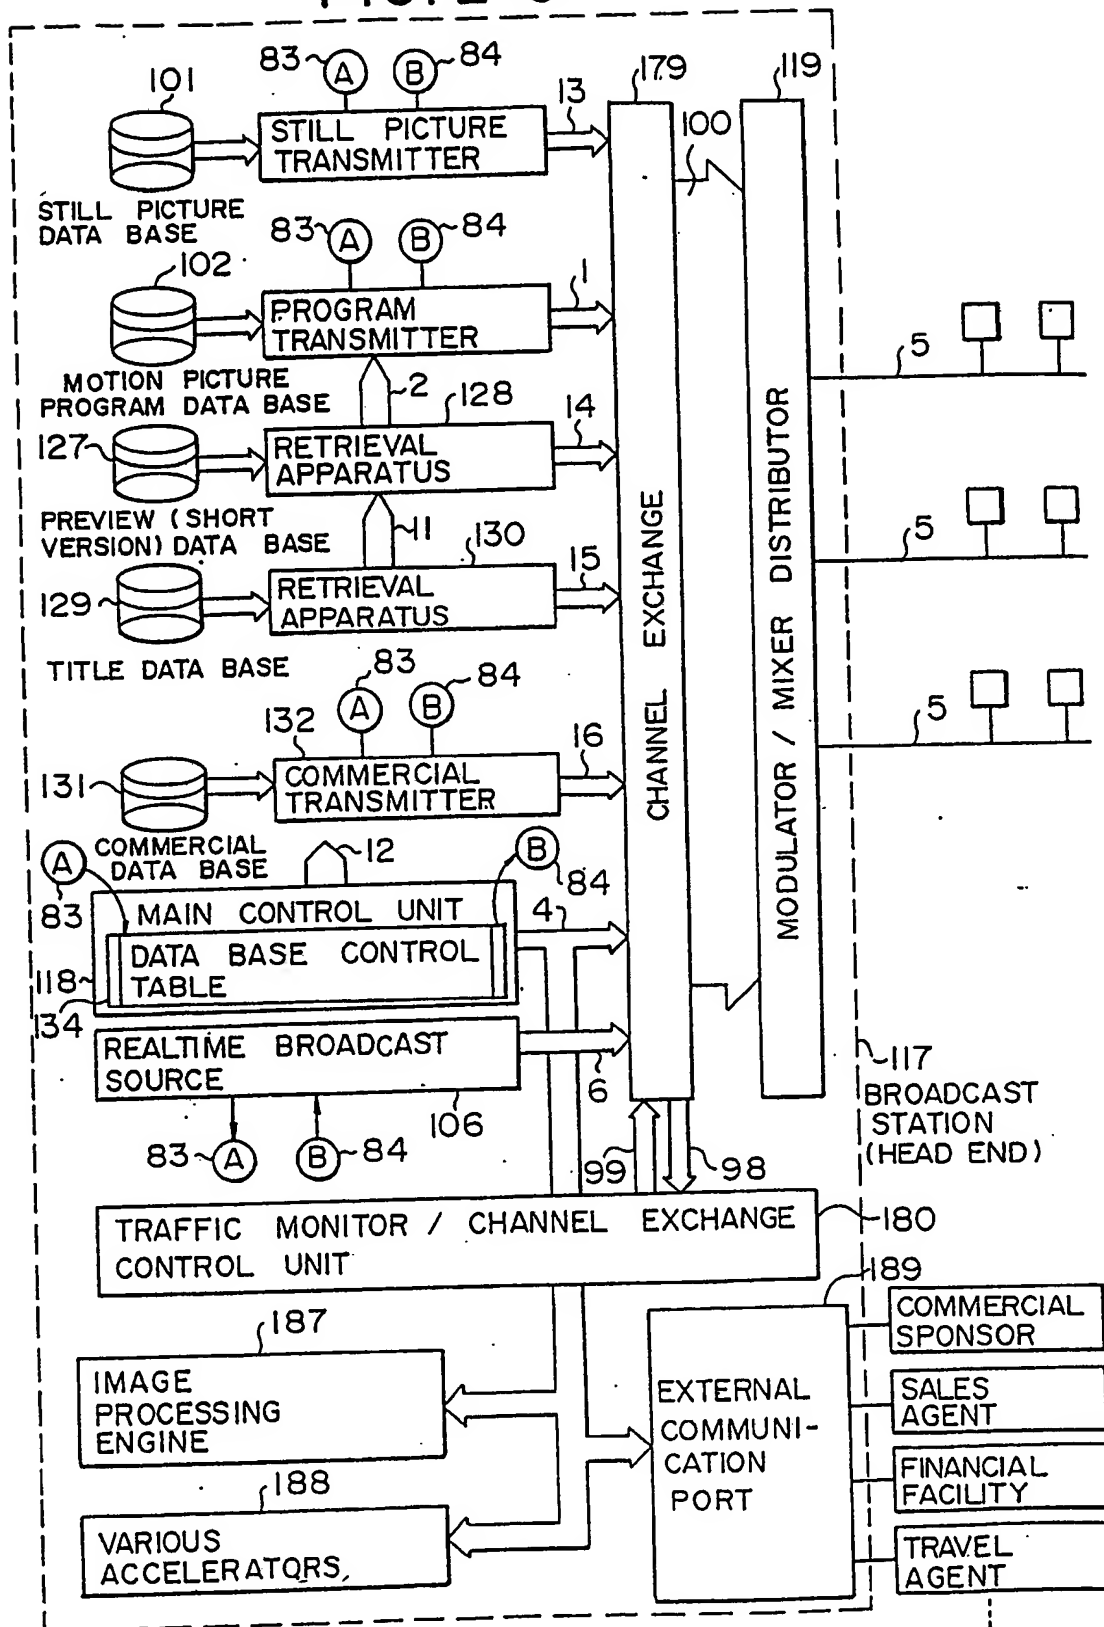 83 A B 84
101
STILL PICTURE
TRANSMITTER
13
179
119
100
STILL PICTURE
DATA BASE
83 A B 84
102
PROGRAM
TRANSMITTER
1
MOTION PICTURE
PROGRAM DATA BASE
2
128
127
RETRIEVAL
APPARATUS
14
PREVIEW (SHORT
VERSION) DATA BASE
11
130
129
RETRIEVAL
APPARATUS
15
TITLE DATA BASE
83 A B 84
132
131
COMMERCIAL
TRANSMITTER
16
COMMERCIAL
DATA BASE
12
A 83
B 84
MAIN CONTROL UNIT
DATA BASE CONTROL
TABLE
118
134
4
REALTIME BROADCAST
SOURCE
106
6
83 A B 84
99
98
CHANNEL EXCHANGE
MODULATOR / MIXER DISTRIBUTOR
5
5
5
117
BROADCAST
STATION
(HEAD END)
TRAFFIC MONITOR / CHANNEL EXCHANGE
CONTROL UNIT
180
187
IMAGE
PROCESSING
ENGINE
188
VARIOUS
ACCELERATORS
189
EXTERNAL
COMMUNI-
CATION
PORT
COMMERCIAL
SPONSOR
SALES
AGENT
FINANCIAL
FACILITY
TRAVEL
AGENT